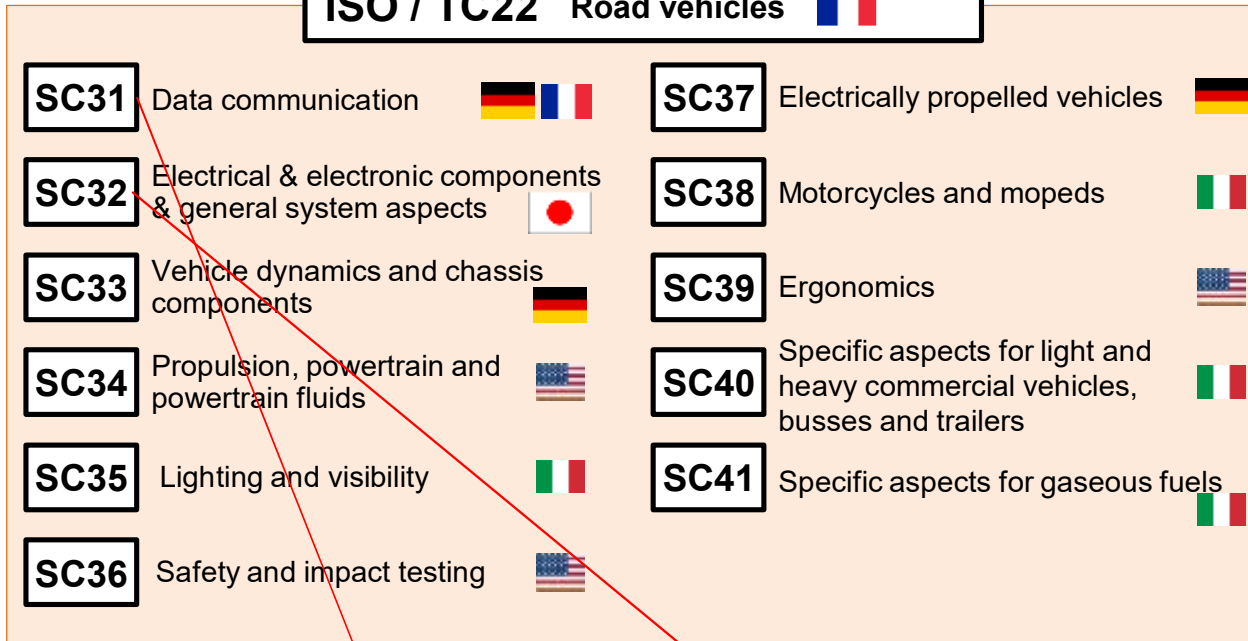 ISO / TC22 Road vehicles
SC31 Data communication
SC32 Electrical & electronic components
& general system aspects
SC33 Vehicle dynamics and chassis
components
SC34 Propulsion, powertrain and
powertrain fluids
SC35 Lighting and visibility
SC36 Safety and impact testing
SC37 Electrically propelled vehicles
SC38 Motorcycles and mopeds
SC39 Ergonomics
SC40 Specific aspects for light and
heavy commercial vehicles,
busses and trailers
SC41 Specific aspects for gaseous fuels